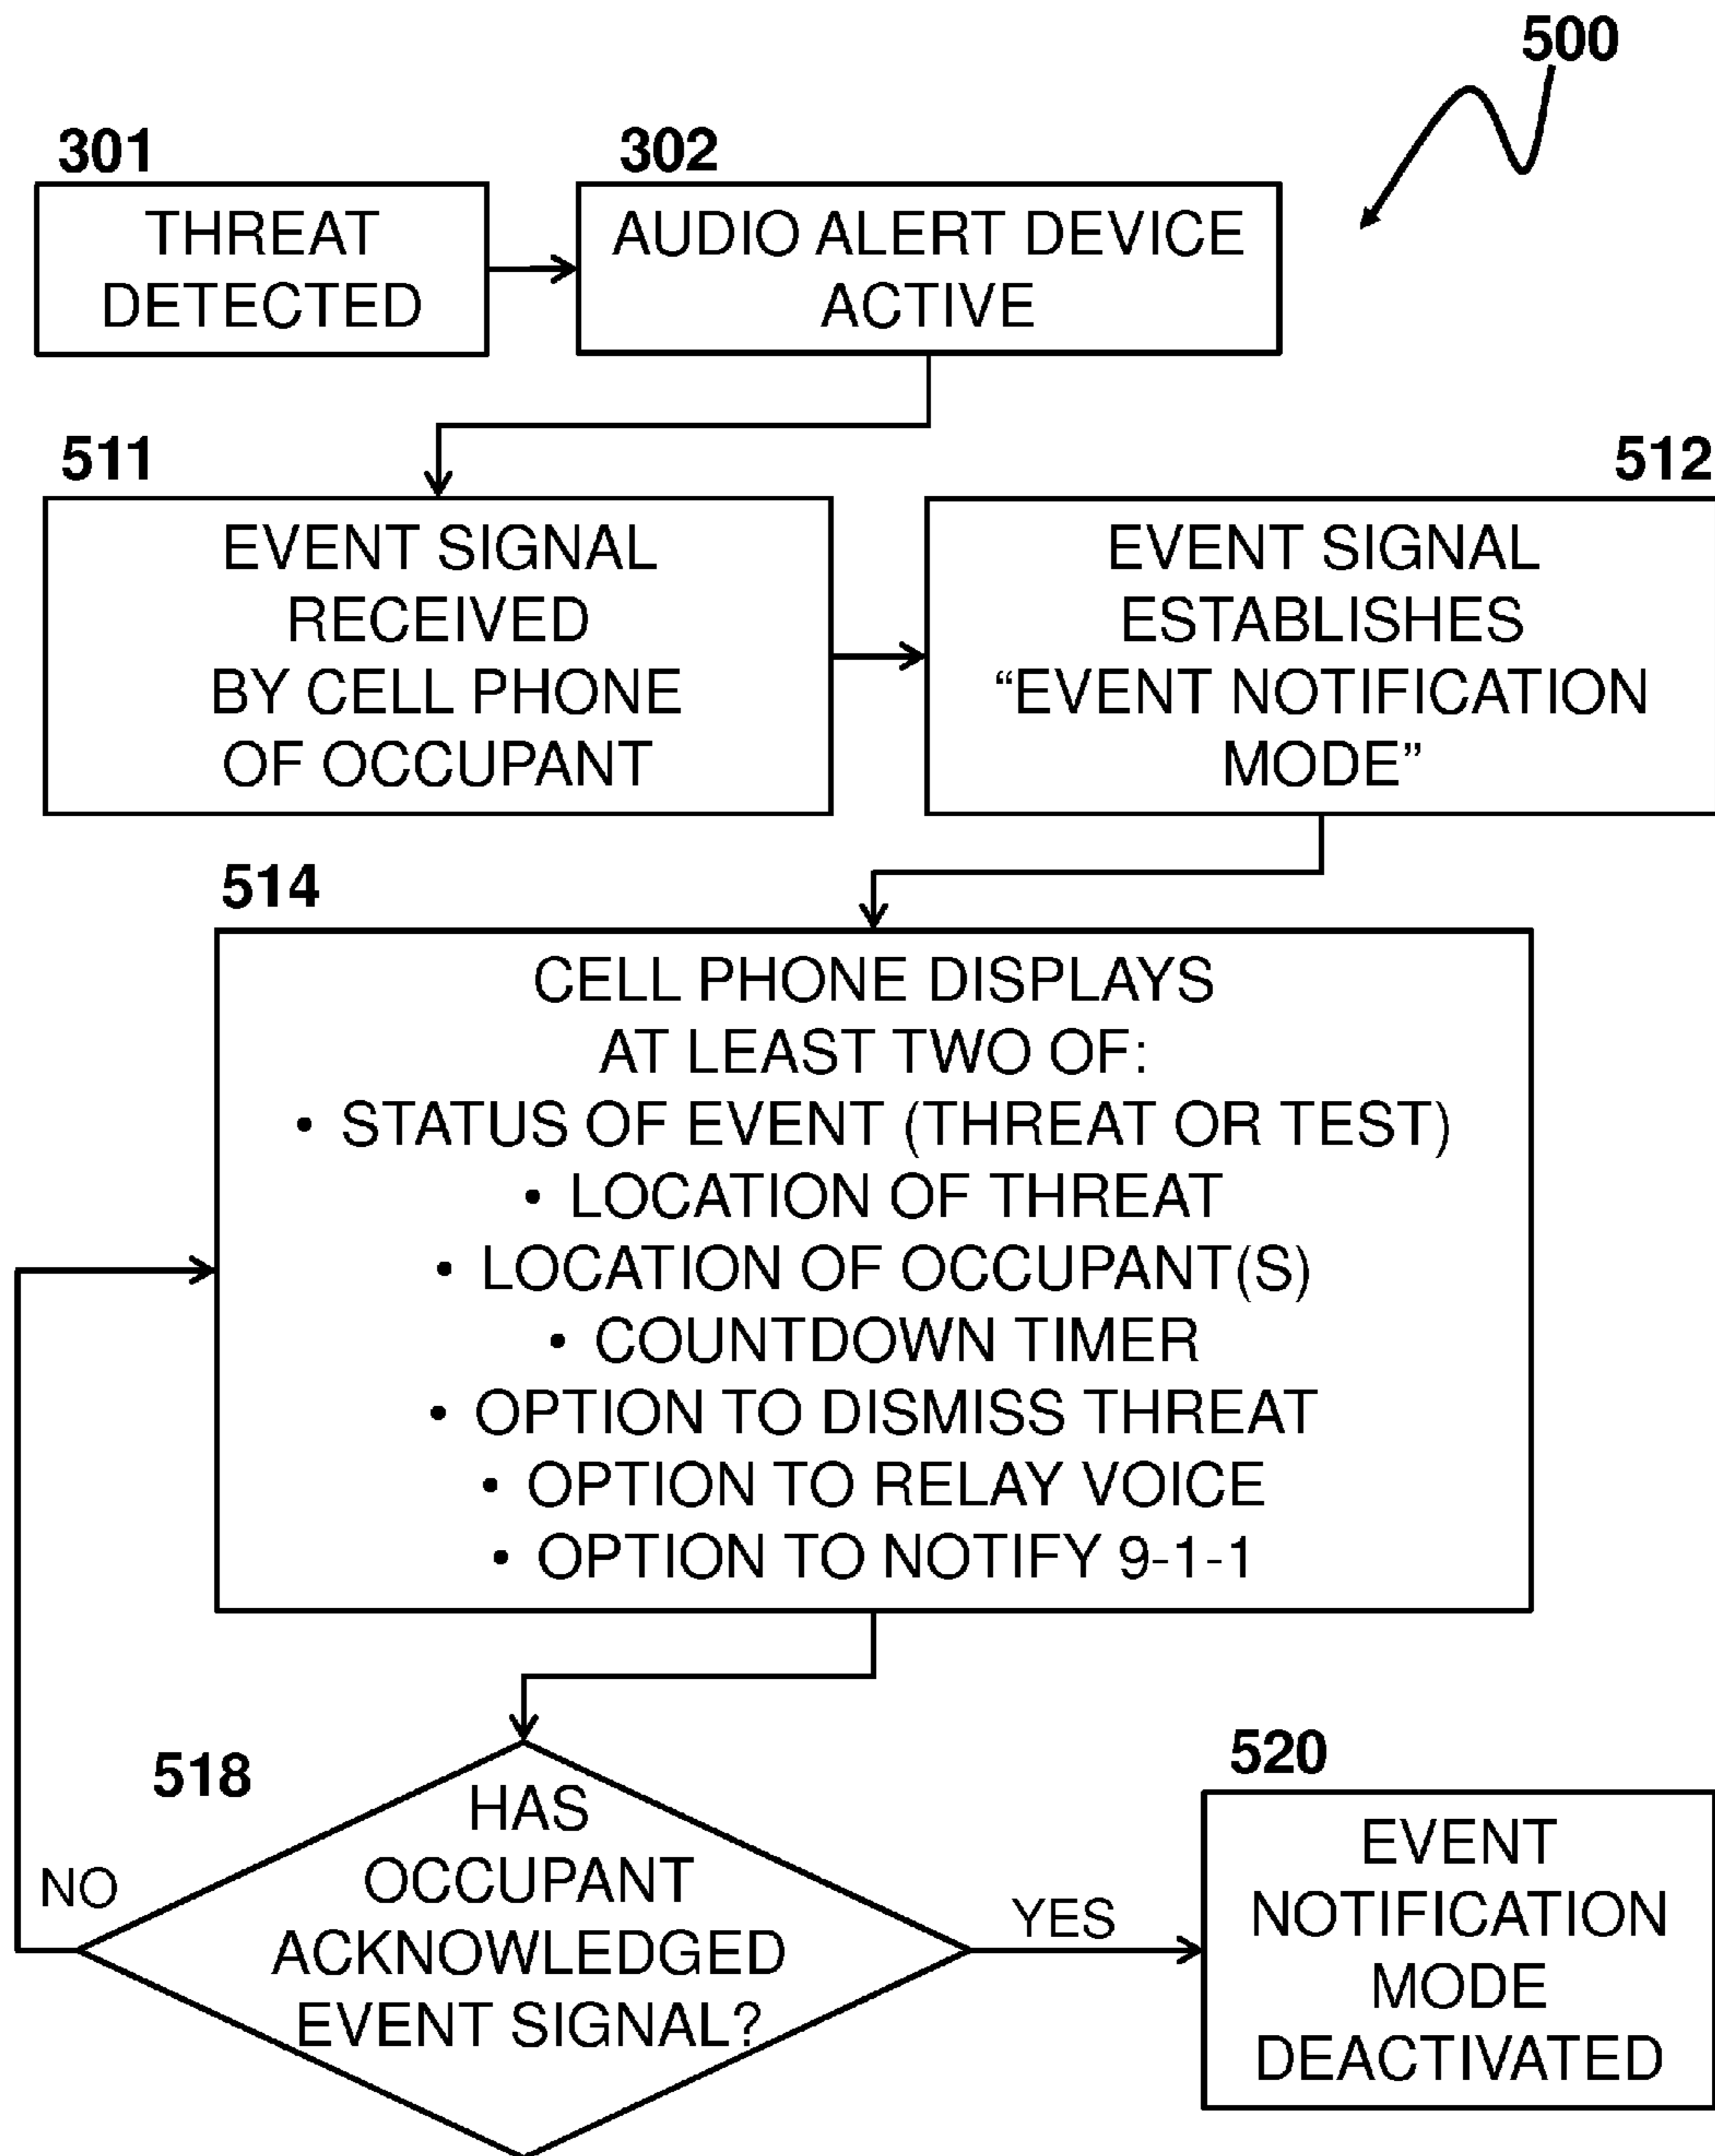 500
301
THREAT
DETECTED
302
AUDIO ALERT DEVICE
ACTIVE
511
EVENT SIGNAL
RECEIVED
BY CELL PHONE
OF OCCUPANT
512
EVENT SIGNAL
ESTABLISHES
“EVENT NOTIFICATION
MODE”
514
CELL PHONE DISPLAYS
AT LEAST TWO OF:
• STATUS OF EVENT (THREAT OR TEST)
• LOCATION OF THREAT
• LOCATION OF OCCUPANT(S)
• COUNTDOWN TIMER
• OPTION TO DISMISS THREAT
• OPTION TO RELAY VOICE
• OPTION TO NOTIFY 9-1-1
518
HAS
OCCUPANT
ACKNOWLEDGED
EVENT SIGNAL?
NO
YES
520
EVENT
NOTIFICATION
MODE
DEACTIVATED